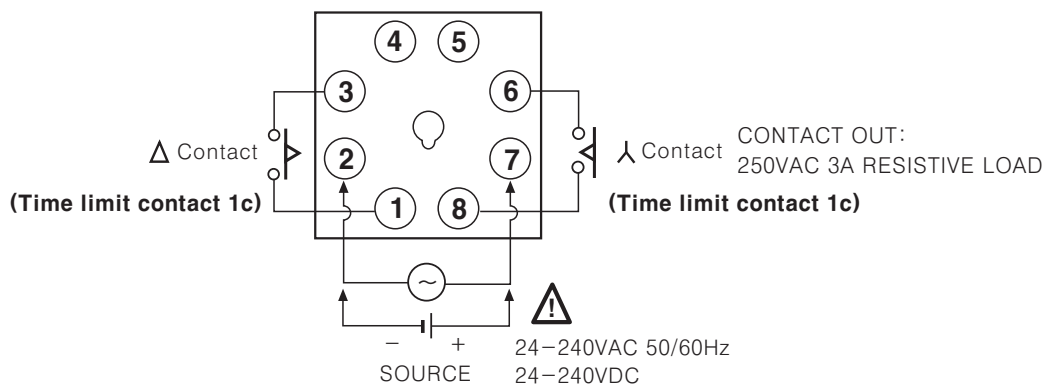 4 5
3 6
Δ Contact
2 7
⅄ Contact
CONTACT OUT:
250VAC 3A RESISTIVE LOAD
(Time limit contact 1c)
1 8
(Time limit contact 1c)
~
!
− +
SOURCE
24−240VAC 50/60Hz
24−240VDC